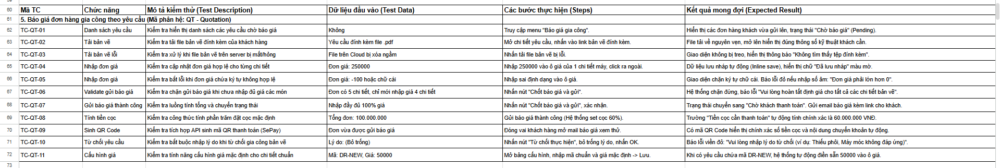 59
60 Mã TC Chức năng Mô tả kiểm thử (Test Description) Dữ liệu đầu vào (Test Data) Các bước thực hiện (Steps) Kết quả mong đợi (Expected Result)
61 5. Báo giá đơn hàng gia công theo yêu cầu (Mã phân hệ: QT - Quotation)
62 TC-QT-01 Danh sách yêu cầu Kiểm tra hiển thị danh sách các yêu cầu chờ báo giá Không Truy cập menu "Báo giá gia công". Hiển thị các đơn hàng khách vừa gửi lên, trạng thái "Chờ báo giá" (Pending).
63 TC-QT-02 Tải bản vẽ Kiểm tra tải file bản vẽ đính kèm của khách hàng Yêu cầu đính kèm file .pdf Mở chi tiết yêu cầu, nhấn vào link bản vẽ đính kèm. File tải về nguyên vẹn, mở lên hiển thị đúng thông số kỹ thuật khách cần.
64 TC-QT-03 Tải bản vẽ lỗi Kiểm tra xử lý khi file bản vẽ trên server bị mất/hỏng File trên Cloud bị xóa ngầm Nhấn tải file bản vẽ bị lỗi. Giao diện không bị treo, hiển thị thông báo "Không tìm thấy tệp đính kèm".
65 TC-QT-04 Nhập đơn giá Kiểm tra cập nhật đơn giá hợp lệ cho từng chi tiết Đơn giá: 250000 Nhập 250000 vào ô giá của 1 chi tiết máy, click ra ngoài. Dữ liệu lưu nháp tự động (Inline save), hiển thị chữ "Đã lưu nháp" màu mờ.
66 TC-QT-05 Nhập đơn giá Kiểm tra bắt lỗi khi đơn giá chứa ký tự không hợp lệ Đơn giá: -100 hoặc chữ cái Nhập sai định dạng vào ô giá. Giao diện chặn ký tự chữ cái. Báo lỗi đỏ nếu nhập số âm: "Đơn giá phải lớn hơn 0".
67 TC-QT-06 Validate gửi báo giá Kiểm tra chặn gửi báo giá khi chưa nhập đủ giá các món Đơn có 5 chi tiết, chỉ mới nhập giá 4 chi tiết Nhấn nút "Chốt báo giá và gửi". Hệ thống chặn đứng, báo lỗi "Vui lòng hoàn tất định giá cho tất cả các chi tiết bản vẽ".
68 TC-QT-07 Gửi báo giá thành công Kiểm tra luồng tính tổng và chuyển trạng thái Nhập đầy đủ 100% giá Nhấn nút "Chốt báo giá và gửi", xác nhận. Trạng thái chuyển sang "Chờ khách thanh toán". Gửi email báo giá kèm link cho khách.
69 TC-QT-08 Tính tiền cọc Kiểm tra công thức tính phần trăm đặt cọc mặc định Tổng đơn: 100.000.000 Gửi báo giá thành công (Hệ thống set cọc 60%). Trường "Tiền cọc cần thanh toán" tự động tính chính xác là 60.000.000 VNĐ.
70 TC-QT-09 Sinh QR Code Kiểm tra tích hợp API sinh mã QR thanh toán (SePay) Đơn vừa được gửi báo giá Đóng vai khách hàng mở mail báo giá xem thử. Có mã QR Code hiển thị chính xác số tiền cọc và nội dung chuyển khoản tự động.
71 TC-QT-10 Từ chối yêu cầu Kiểm tra bắt buộc nhập lý do khi từ chối gia công bản vẽ Lý do: (Bỏ trống) Nhấn nút "Từ chối thực hiện", bỏ trống lý do, nhấn OK. Báo lỗi viền đỏ: "Vui lòng nhập lý do từ chối (ví dụ: Thiếu phôi, Máy móc không đáp ứng)".
72 TC-QT-11 Cấu hình giá Kiểm tra tính năng cấu hình giá mặc định cho chi tiết chuẩn Mã: DR-NEW, Giá: 50000 Mở bảng cấu hình, nhập mã chuẩn và giá mặc định -> Lưu. Khi có yêu cầu chứa mã DR-NEW, hệ thống tự động điền sẵn 50000 vào ô giá.
73